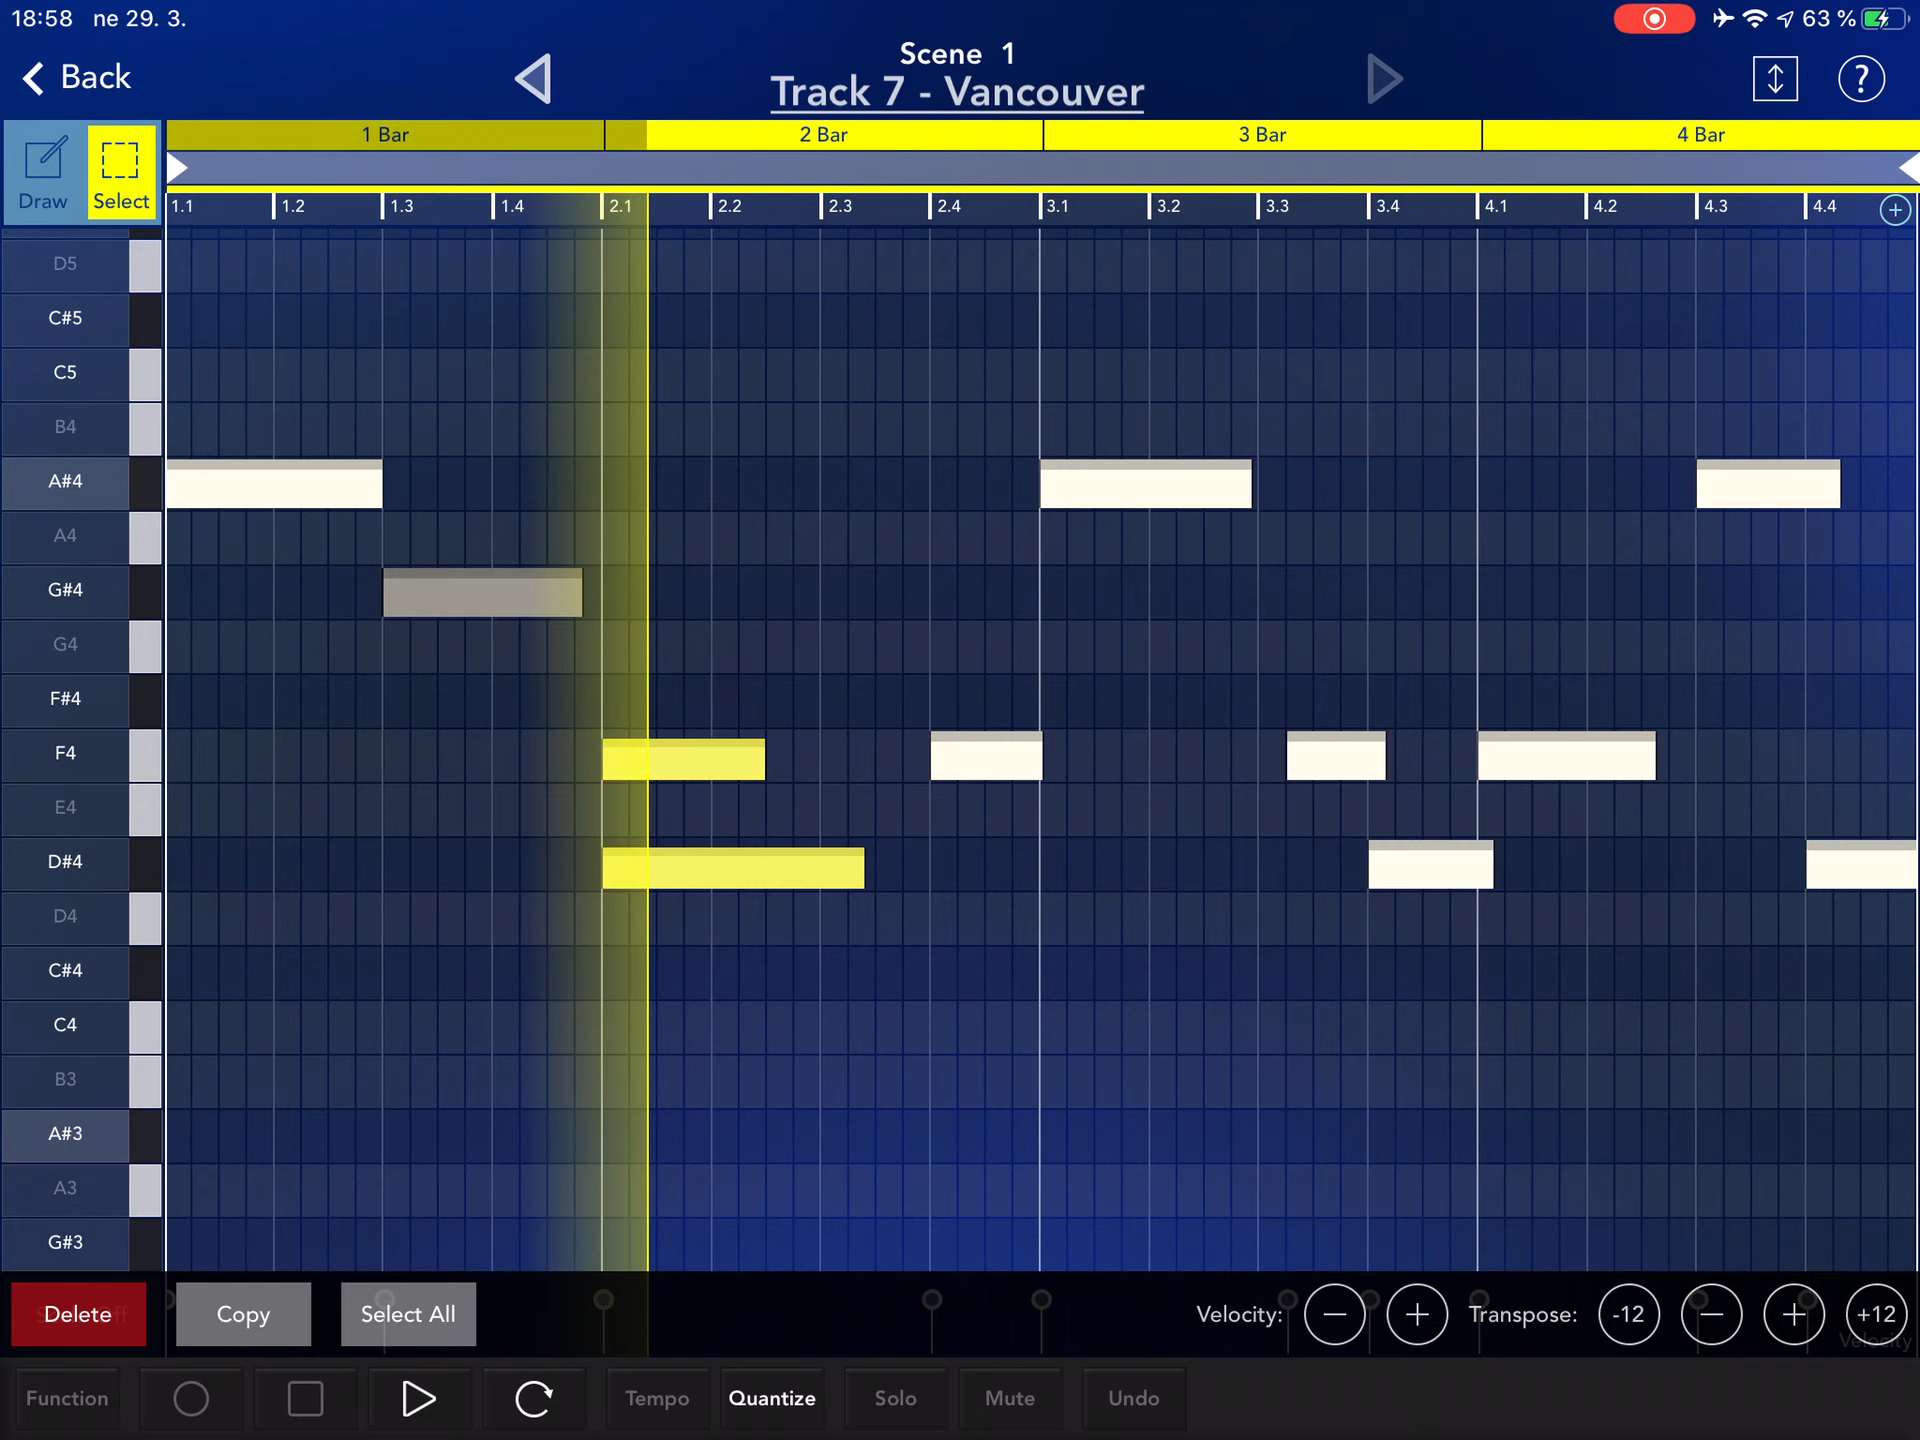 18:58 ne 29. 3.
63 %
Back
Scene 1
Track 7 - Vancouver
?
Draw
Select
1 Bar
2 Bar
3 Bar
4 Bar
1.1
1.2
1.3
1.4
2.1
2.2
2.3
2.4
3.1
3.2
3.3
3.4
4.1
4.2
4.3
4.4
D5
C#5
C5
B4
A#4
A4
G#4
G4
F#4
F4
E4
D#4
D4
C#4
C4
B3
A#3
A3
G#3
Delete
Copy
Select All
Velocity:
Transpose:
-12
+12
Velocity
Function
Tempo
Quantize
Solo
Mute
Undo